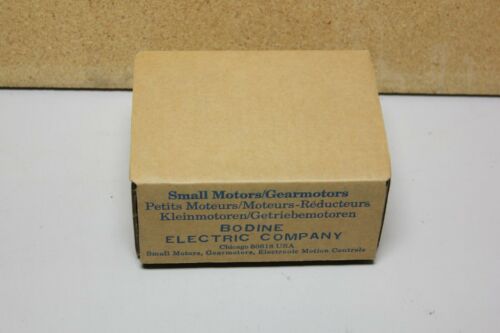 Small Motors/Gearmotors
Petits Moteurs/Moteurs-Réducteurs
Kleinmotoren/Getriebemotoren
BODINE
ELECTRIC COMPANY
Chicago 60618 USA
Small Motors, Gearmotors, Electronic Motion Controls